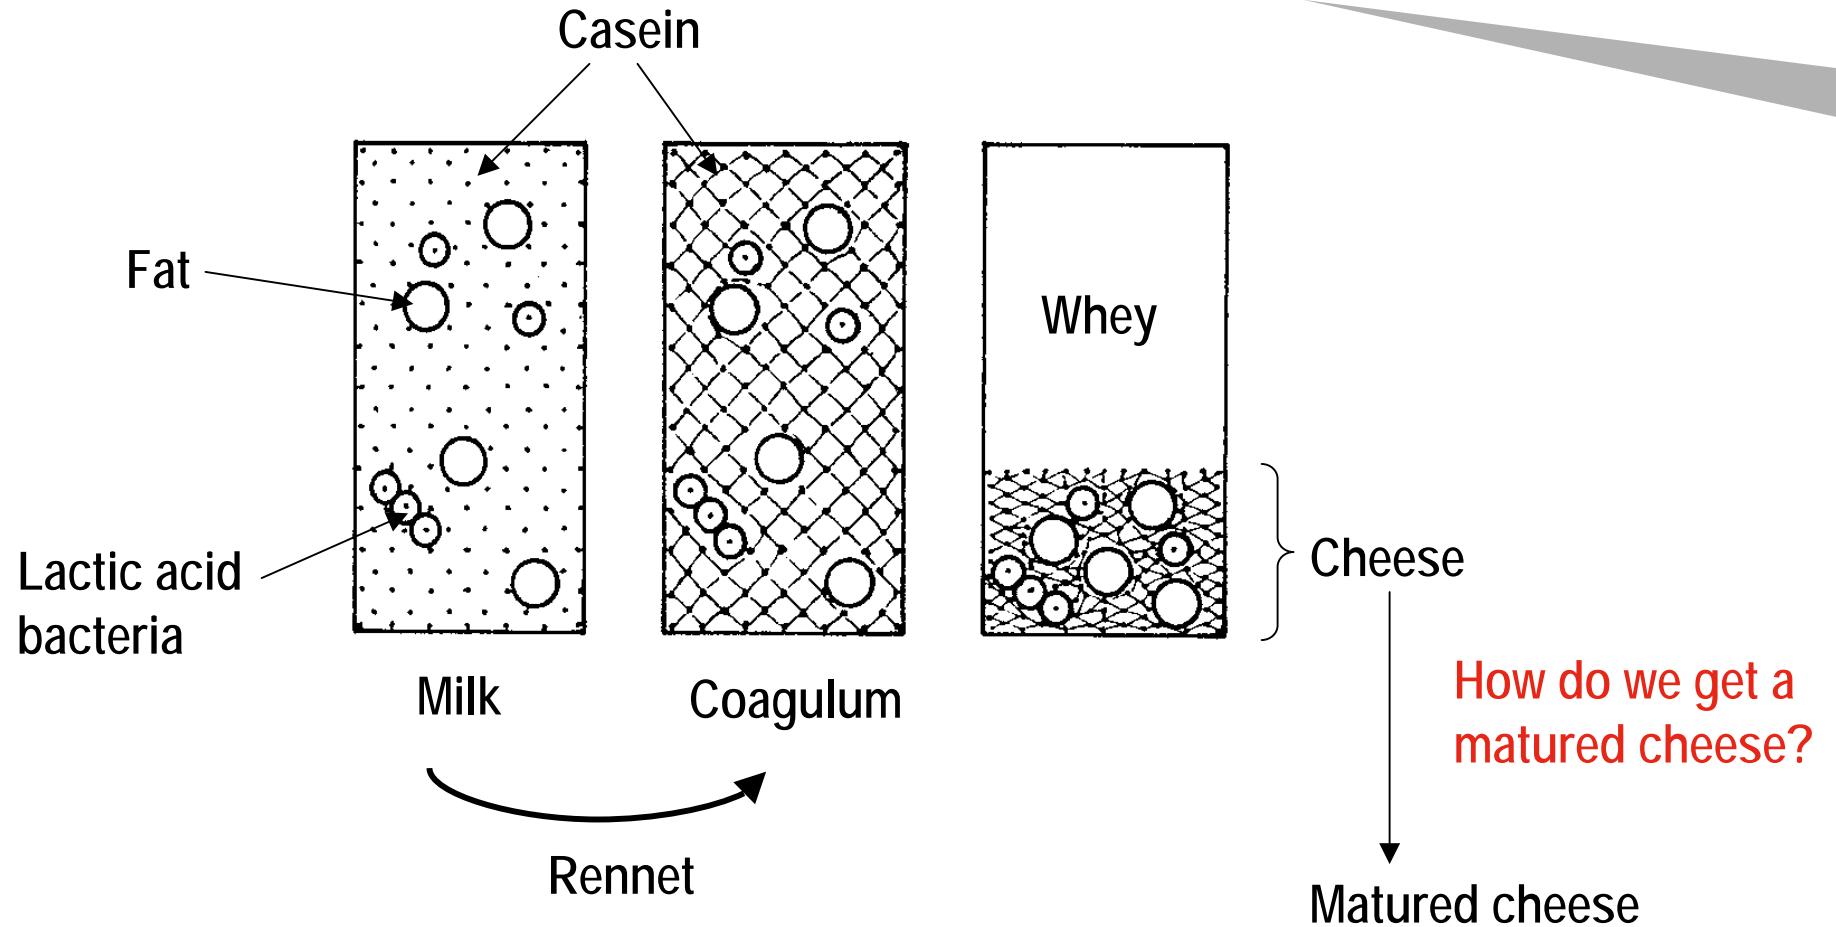 Casein
Fat
Whey
Lactic acid
bacteria
Cheese
Milk
Coagulum
How do we get a
matured cheese?
Rennet
Matured cheese